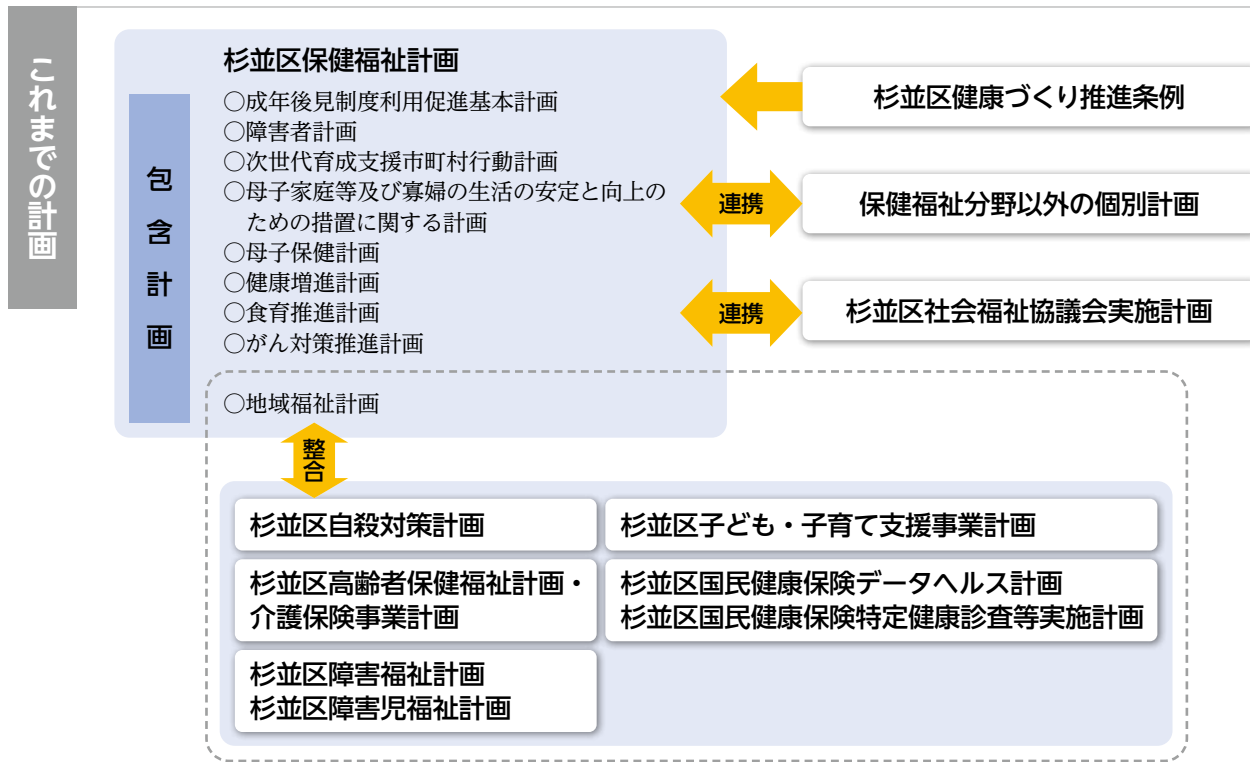 これまでの計画
杉並区保健福祉計画
包含計画
○成年後見制度利用促進基本計画
○障害者計画
○次世代育成支援市町村行動計画
○母子家庭等及び寡婦の生活の安定と向上の
ための措置に関する計画
○母子保健計画
○健康増進計画
○食育推進計画
○がん対策推進計画
○地域福祉計画
杉並区健康づくり推進条例
連携
保健福祉分野以外の個別計画
連携
杉並区社会福祉協議会実施計画
整合
杉並区自殺対策計画
杉並区子ども・子育て支援事業計画
杉並区高齢者保健福祉計画・
介護保険事業計画
杉並区国民健康保険データヘルス計画
杉並区国民健康保険特定健康診査等実施計画
杉並区障害福祉計画
杉並区障害児福祉計画